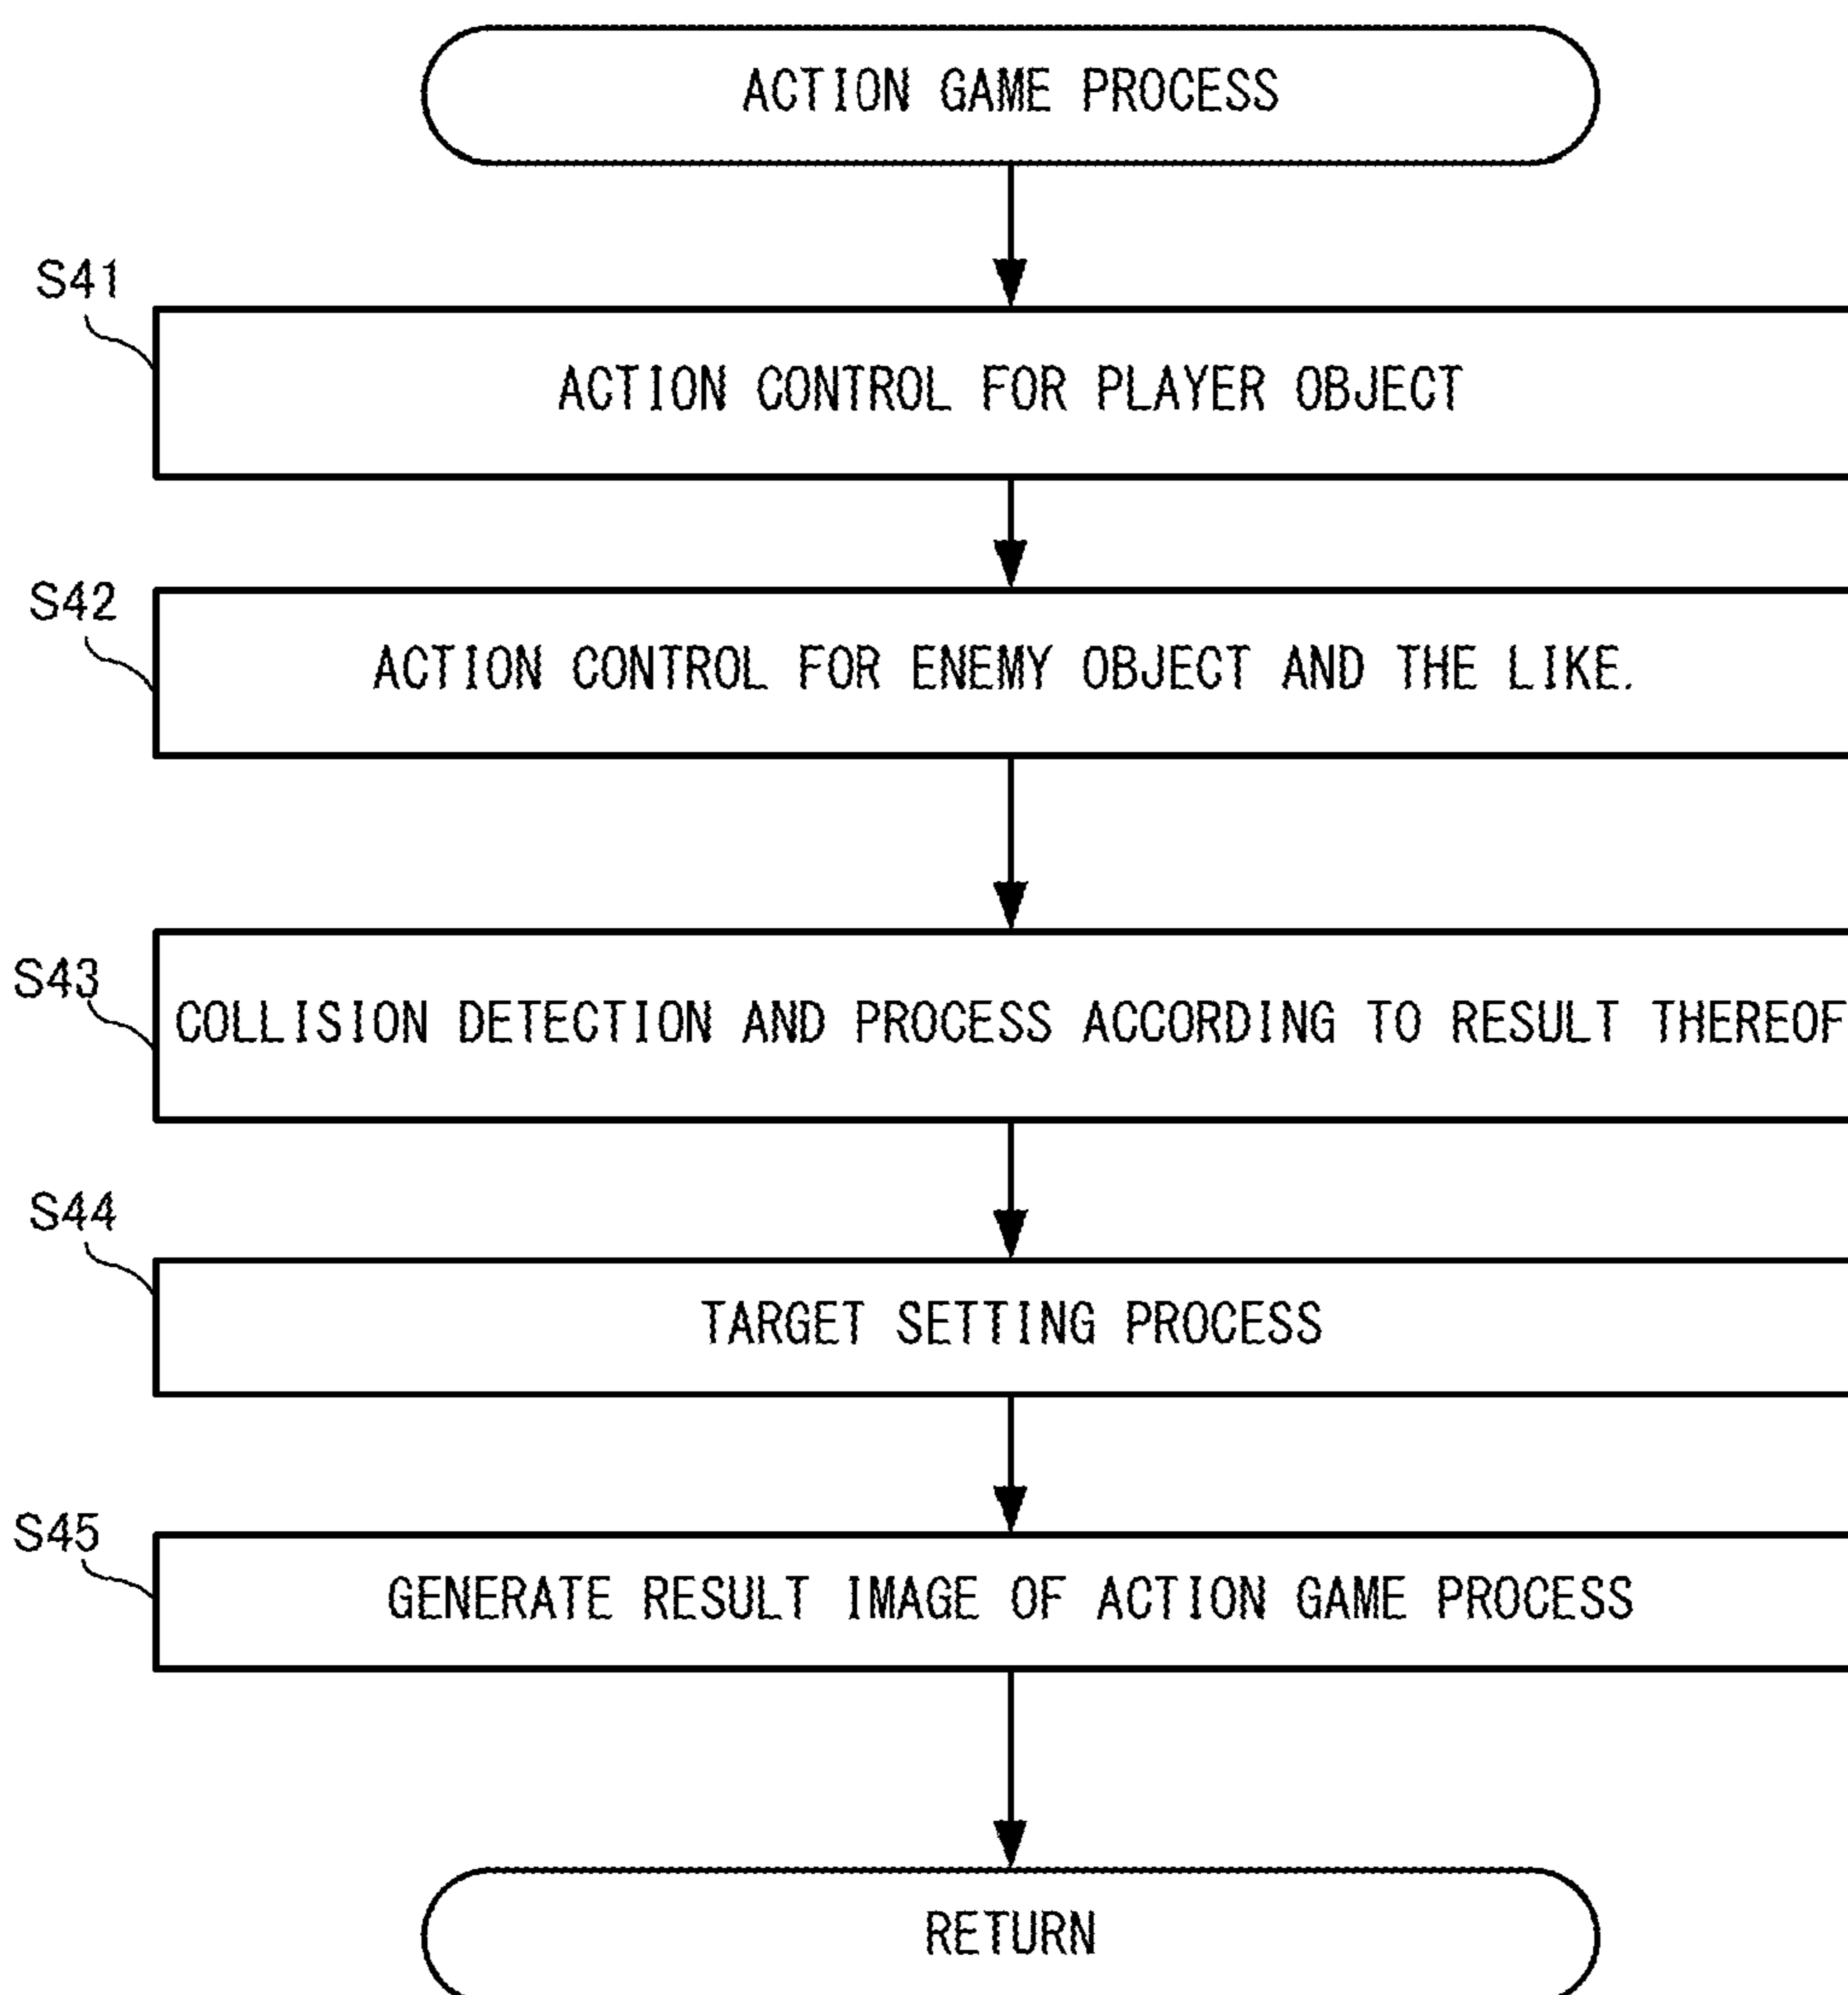 ACTION GAME PROCESS
S41
ACTION CONTROL FOR PLAYER OBJECT
S42
ACTION CONTROL FOR ENEMY OBJECT AND THE LIKE.
S43
COLLISION DETECTION AND PROCESS ACCORDING TO RESULT THEREOF
S44
TARGET SETTING PROCESS
S45
GENERATE RESULT IMAGE OF ACTION GAME PROCESS
RETURN